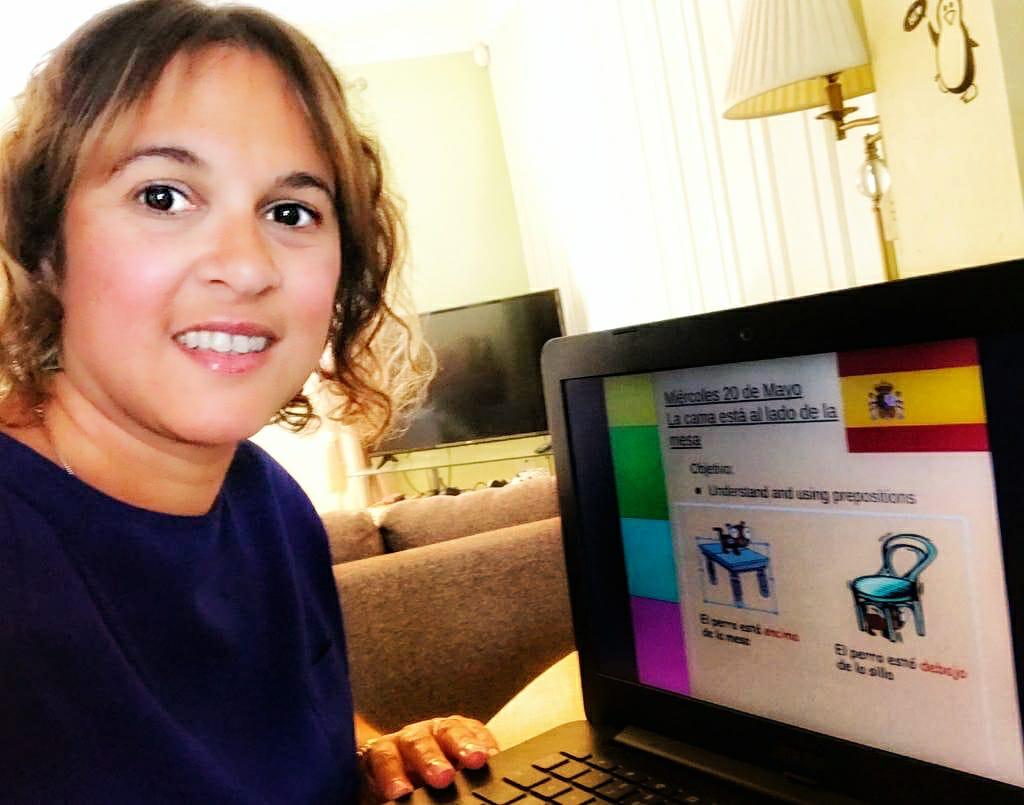 Miércoles 20 de Mayo
La cama está al lado de la
mesa
Objetivo:
Understand and using prepositions
El perro está encima
de la mesa
El perro está debajo
de la silla